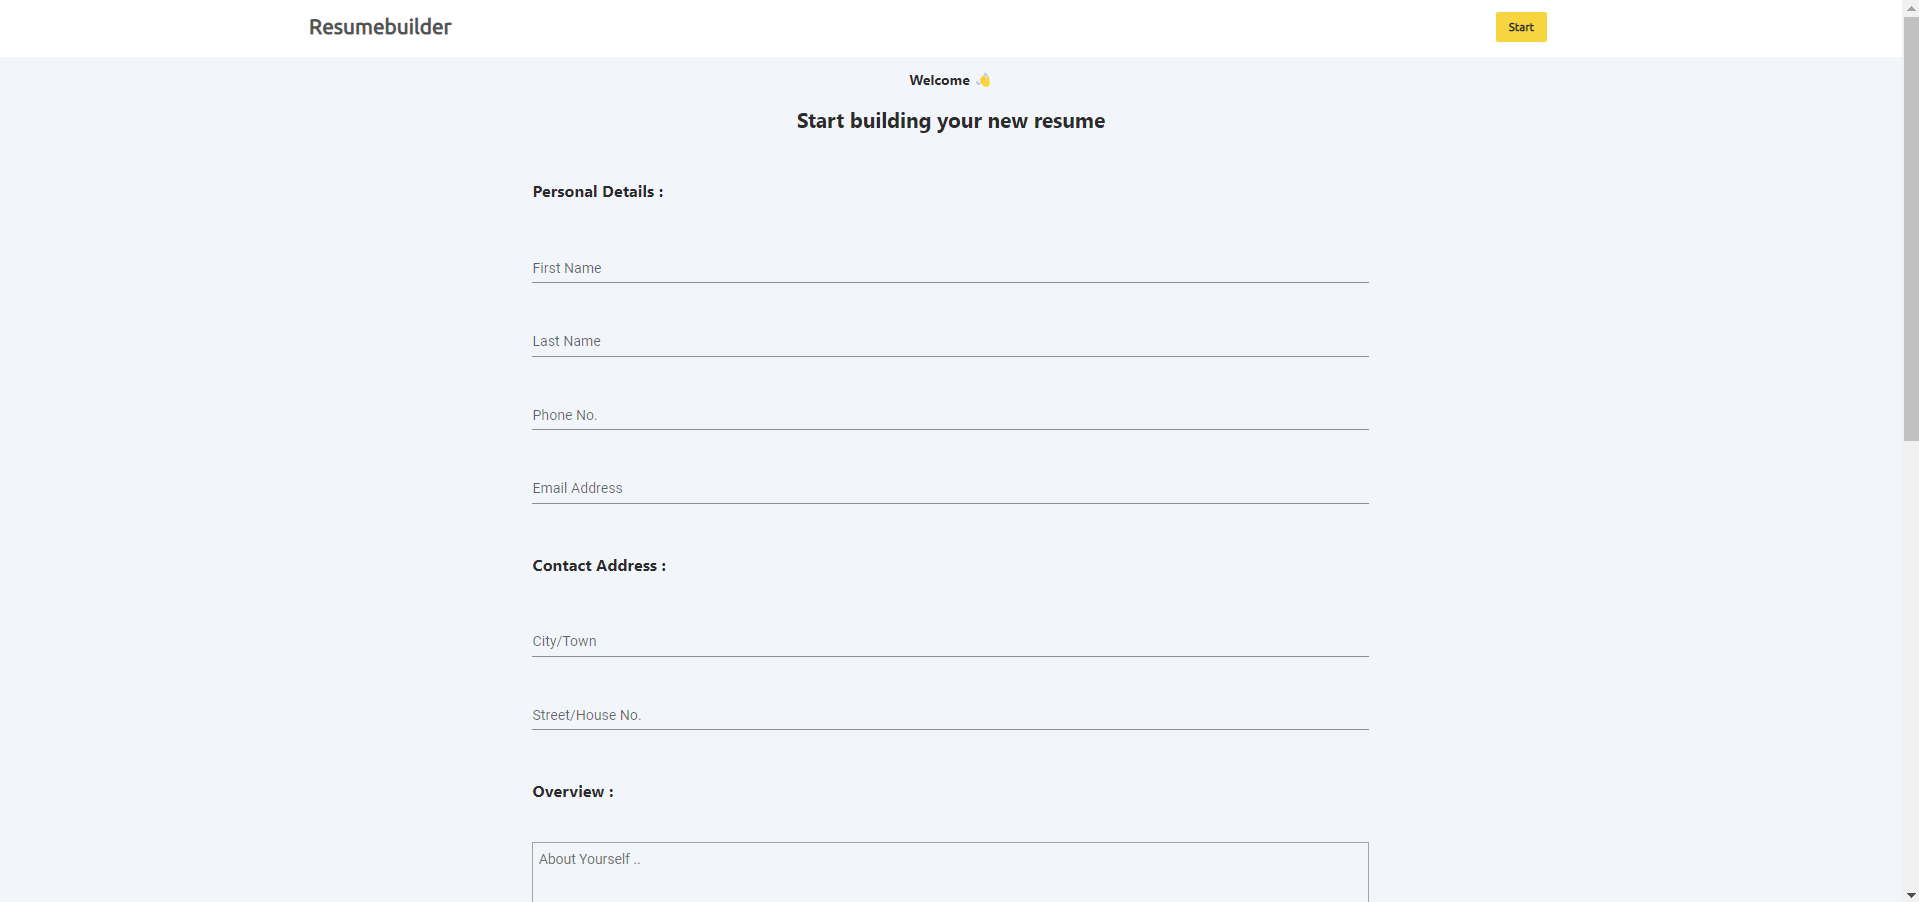 Resumebuilder
Start
Welcome 👋
Start building your new resume
Personal Details :
First Name
Last Name
Phone No.
Email Address
Contact Address :
City/Town
Street/House No.
Overview :
About Yourself ..